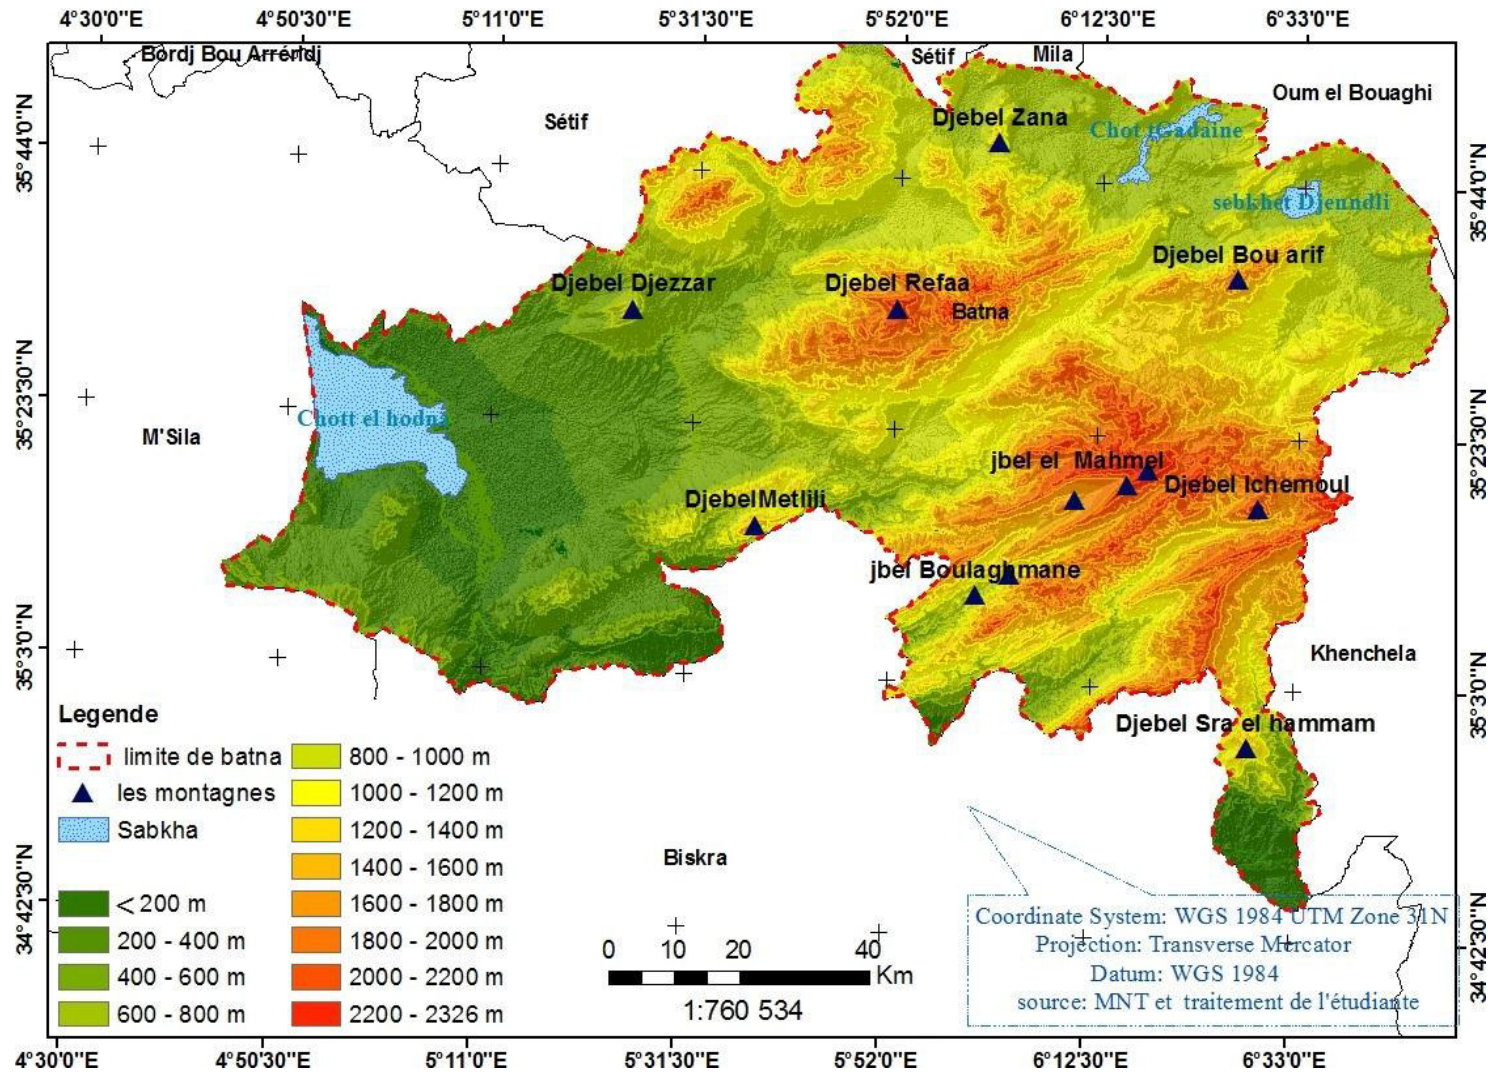 4°30'0"E 4°50'30"E 5°11'0"E 5°31'30"E 5°52'0"E 6°12'30"E 6°33'0"E
Bordj Bou Arréridj
Sétif
Mila
Oum el Bouaghi
Sétif
Djebel Zana
Chot tGadaine
35°44'0"N
35°44'0"N
sebkhet Djenndli
Djebel Bou arif
Djebel Djezzar
Djebel Refaa
Batna
35°23'30"N
Chott el hodna
M'Sila
35°23'30"N
jbel el Mahmel
Djebel Ichemoul
DjebelMetlili
jbel Boulaghmane
35°3'0"N
Khenchela
35°3'0"N
Djebel Sra el hammam
Legende
limite de batna
les montagnes
Sabkha
< 200 m
200 - 400 m
400 - 600 m
600 - 800 m
800 - 1000 m
1000 - 1200 m
1200 - 1400 m
1400 - 1600 m
1600 - 1800 m
1800 - 2000 m
2000 - 2200 m
2200 - 2326 m
Biskra
34°42'30"N
34°42'30"N
0 10 20 40
Km
1:760 534
Coordinate System: WGS 1984 UTM Zone 31N
Projection: Transverse Mercator
Datum: WGS 1984
source: MNT et traitement de l'étudiante
4°30'0"E 4°50'30"E 5°11'0"E 5°31'30"E 5°52'0"E 6°12'30"E 6°33'0"E